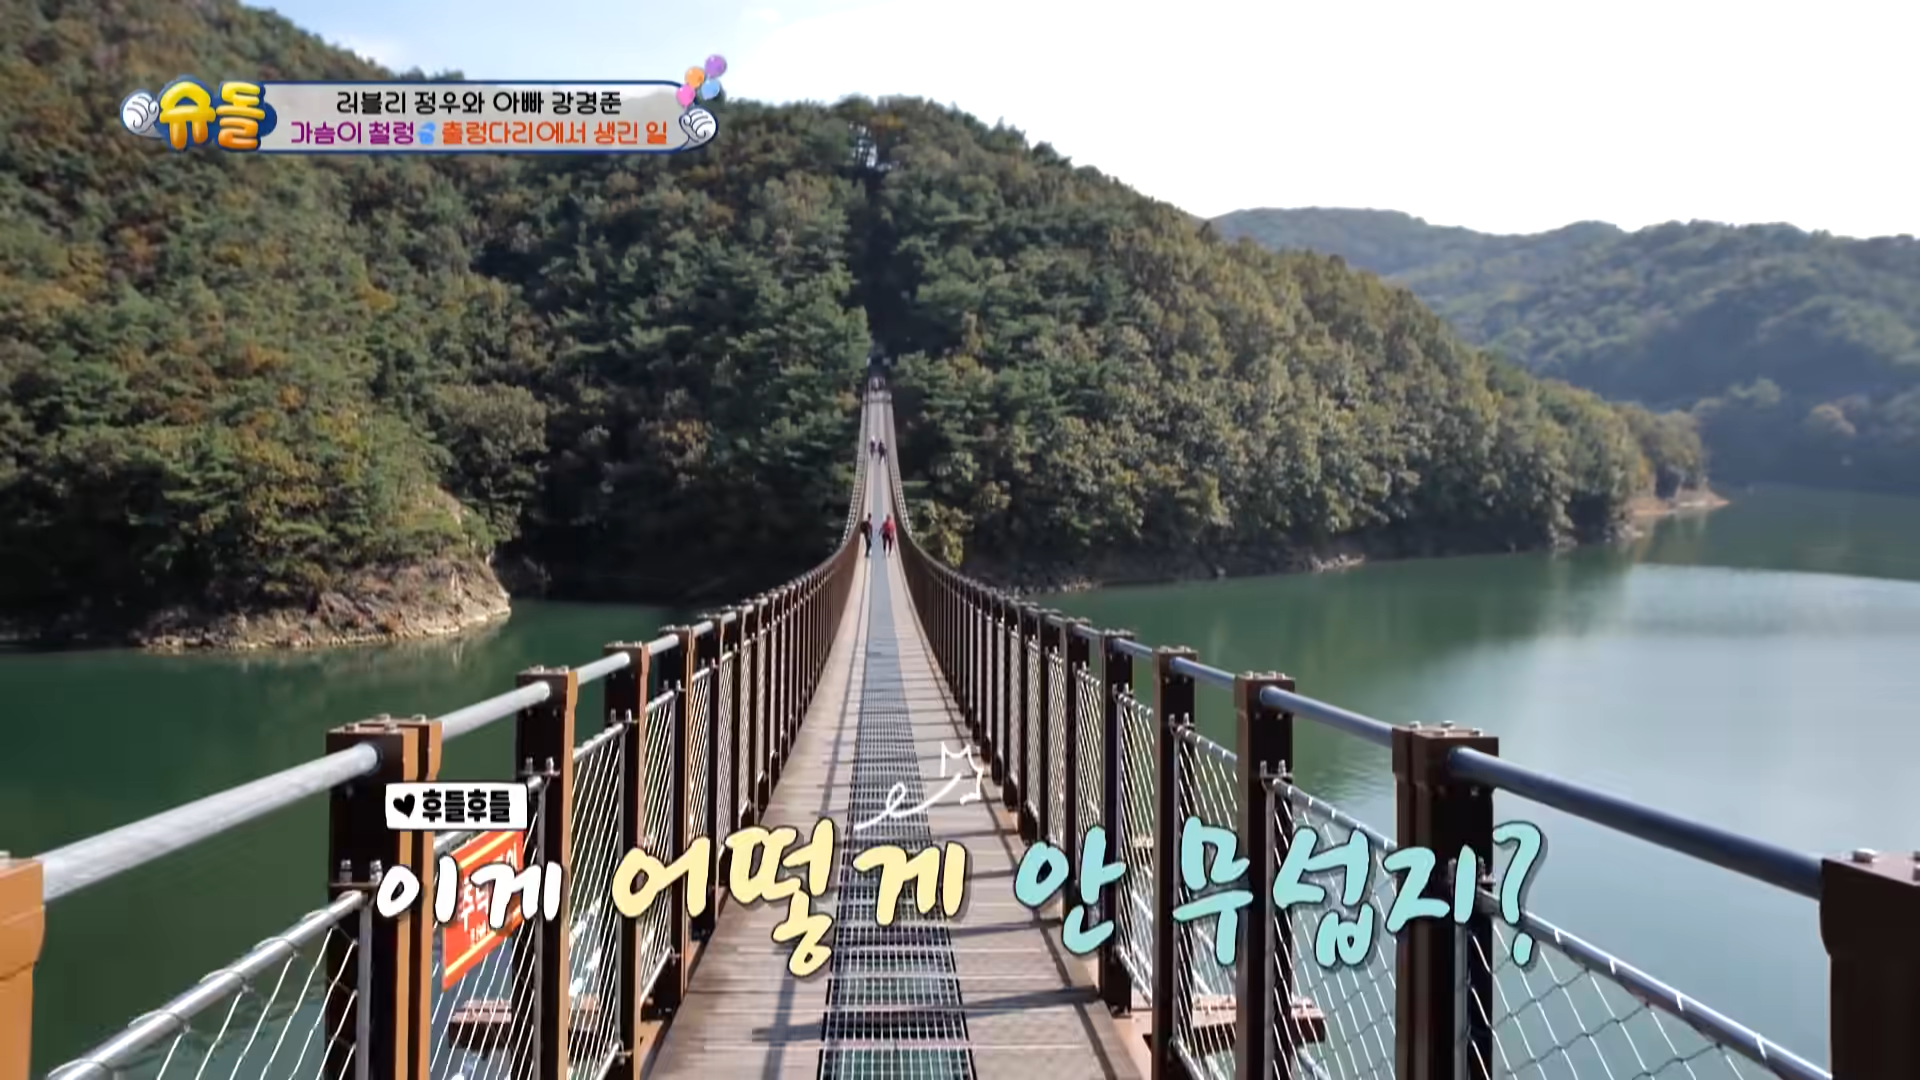 슈돌
러블리 정우와 아빠 강경준
가슴이 철렁 출렁다리에서 생긴 일
후들후들
이게 어떻게 안 무섭지?